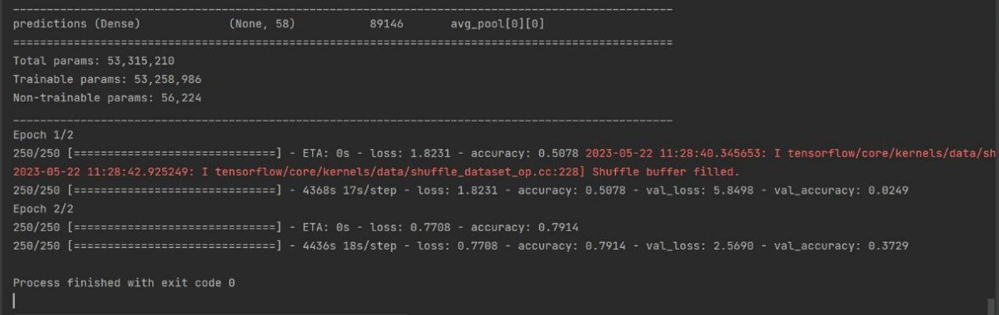 predictions (Dense) (None, 58) 89146 avg_pool[0][0]
Total params: 53,315,210
Trainable params: 53,258,986
Non-trainable params: 56,224
Epoch 1/2
250/250 [==============================] - ETA: 0s - loss: 1.8231 - accuracy: 0.5078 2023-05-22 11:28:40.345653: I tensorflow/core/kernels/data/sh
2023-05-22 11:28:42.925249: I tensorflow/core/kernels/data/shuffle_dataset_op.cc:228] Shuffle buffer filled.
250/250 [==============================] - 4368s 17s/step - loss: 1.8231 - accuracy: 0.5078 - val_loss: 5.8498 - val_accuracy: 0.0249
Epoch 2/2
250/250 [==============================] - ETA: 0s - loss: 0.7708 - accuracy: 0.7914
250/250 [==============================] - 4436s 18s/step - loss: 0.7708 - accuracy: 0.7914 - val_loss: 2.5690 - val_accuracy: 0.3729
Process finished with exit code 0